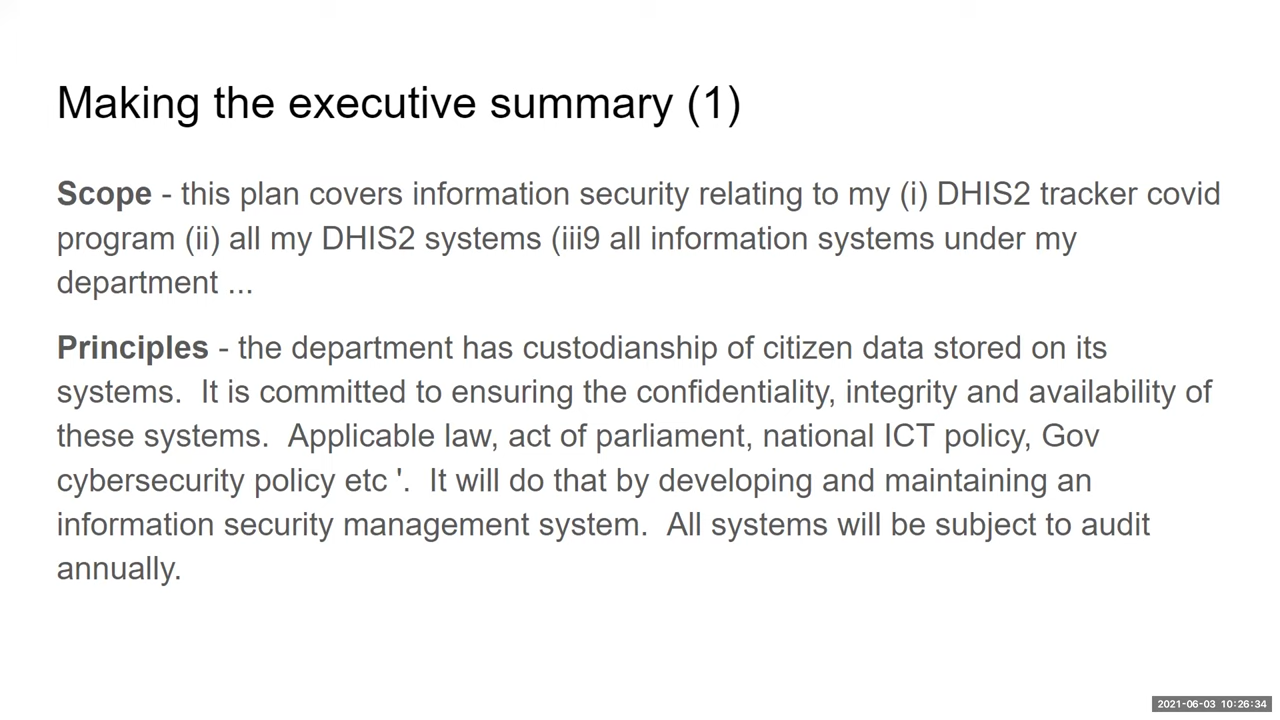 Making the executive summary (1)
Scope - this plan covers information security relating to my (i) DHIS2 tracker covid
program (ii) all my DHIS2 systems (iii9 all information systems under my
department ...
Principles - the department has custodianship of citizen data stored on its
systems.  It is committed to ensuring the confidentiality, integrity and availability of
these systems.  Applicable law, act of parliament, national ICT policy, Gov
cybersecurity policy etc '.  It will do that by developing and maintaining an
information security management system.  All systems will be subject to audit
annually.
2021-06-03 10:26:34